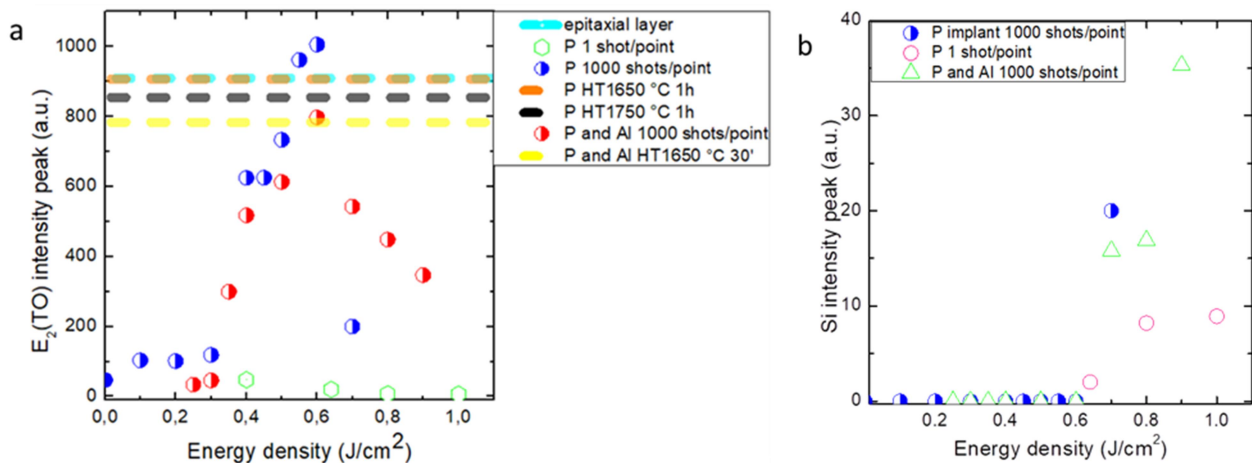 a
epitaxial layer
P 1 shot/point
P 1000 shots/point
P HT1650 °C 1h
P HT1750 °C 1h
P and Al 1000 shots/point
P and Al HT1650 °C 30'
E2(TO) intensity peak (a.u.)
1000
800
600
400
200
0
0,0 0,2 0,4 0,6 0,8 1,0
Energy density (J/cm2)
b
P implant 1000 shots/point
P 1 shot/point
P and Al 1000 shots/point
Si intensity peak (a.u.)
40
30
20
10
0
0.2 0.4 0.6 0.8 1.0
Energy density (J/cm2)